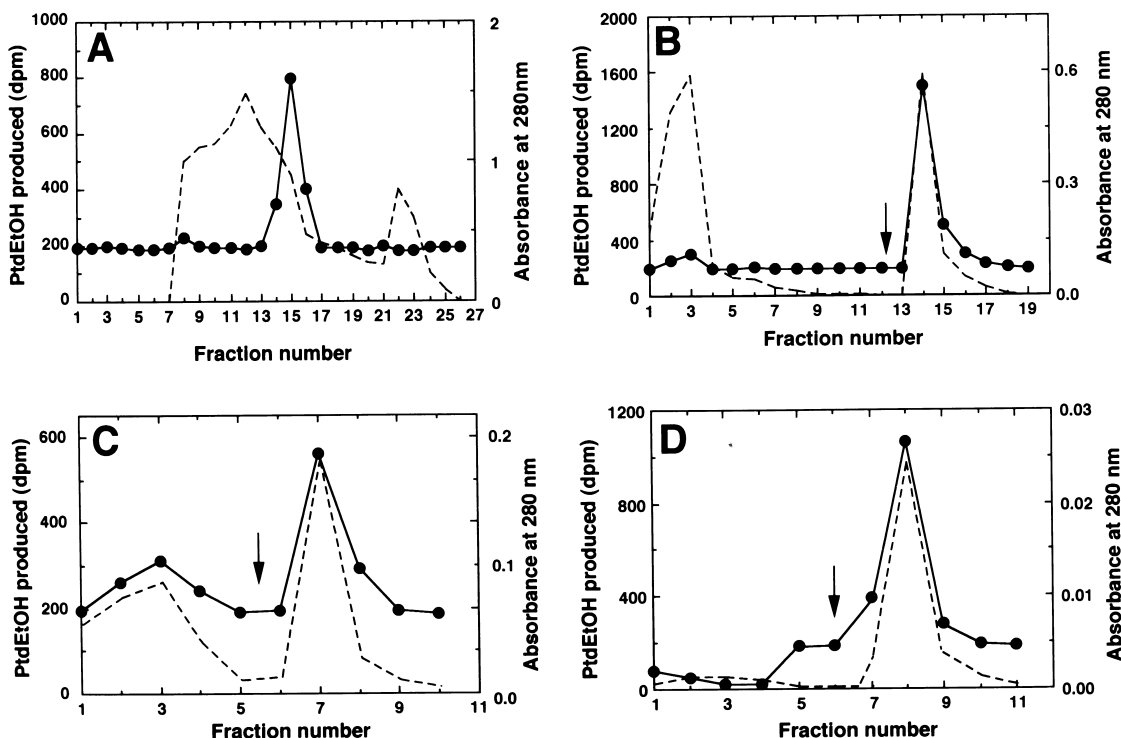 A
PtdEtOH produced (dpm)
1000
800
600
400
200
0
2
1
0
Absorbance at 280nm
1 3 5 7 9 11 13 15 17 19 21 23 25 27
Fraction number
B
PtdEtOH produced (dpm)
2000
1600
1200
800
400
0
0.6
0.3
0.0
Absorbance at 280 nm
1 3 5 7 9 11 13 15 17 19
Fraction number
C
PtdEtOH produced (dpm)
600
400
200
0
0.2
0.1
0.0
Absorbance at 280 nm
1 3 5 7 9 11
Fraction number
D
PtdEtOH produced (dpm)
1200
800
400
0
0.03
0.02
0.01
0.00
Absorbance at 280 nm
1 3 5 7 9 11
Fraction number